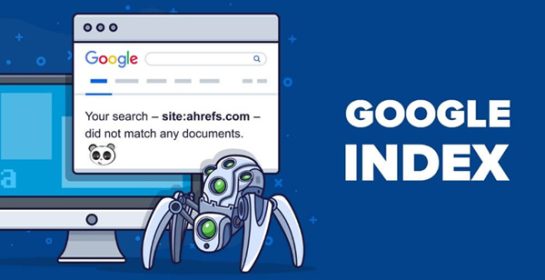 Google
Your search – site:ahrefs.com –
did not match any documents.
GOOGLE
INDEX
a